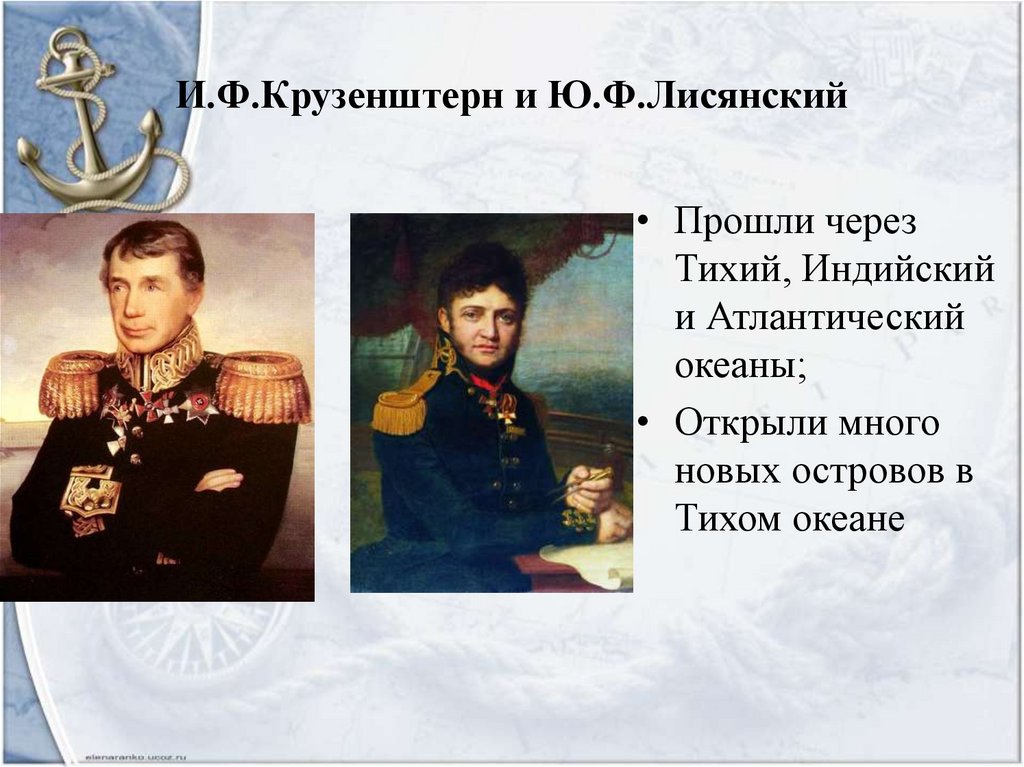 И.Ф.Крузенштерн и Ю.Ф.Лисянский
• Прошли через
Тихий, Индийский
и Атлантический
океаны;
• Открыли много
новых островов в
Тихом океане
elenaranko.ucoz.ru